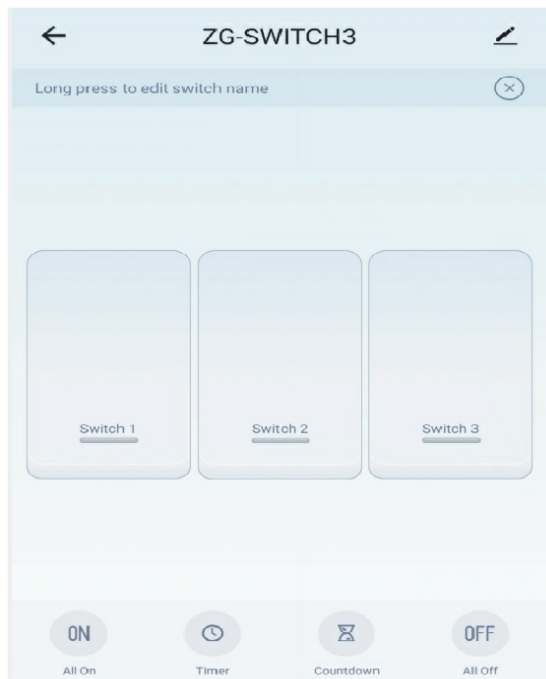 ZG-SWITCH3
Long press to edit switch name
Switch 1
Switch 2
Switch 3
ON
OFF
All On
Timer
Countdown
All Off